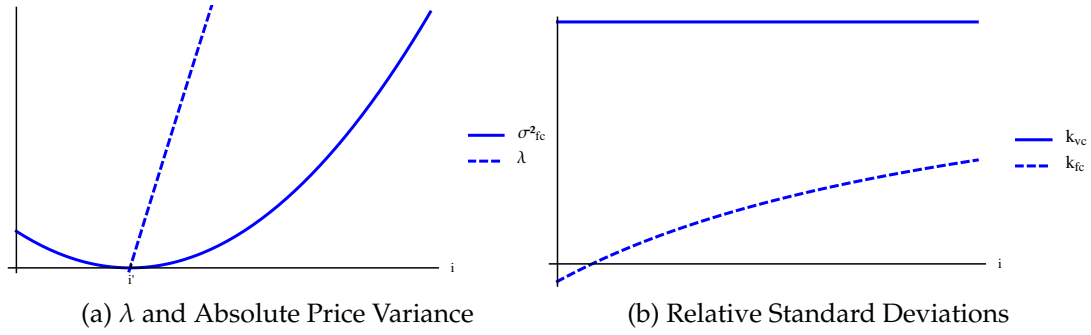 σ²fc
λ
i
i'
(a) λ and Absolute Price Variance
kvc
kfc
i
(b) Relative Standard Deviations